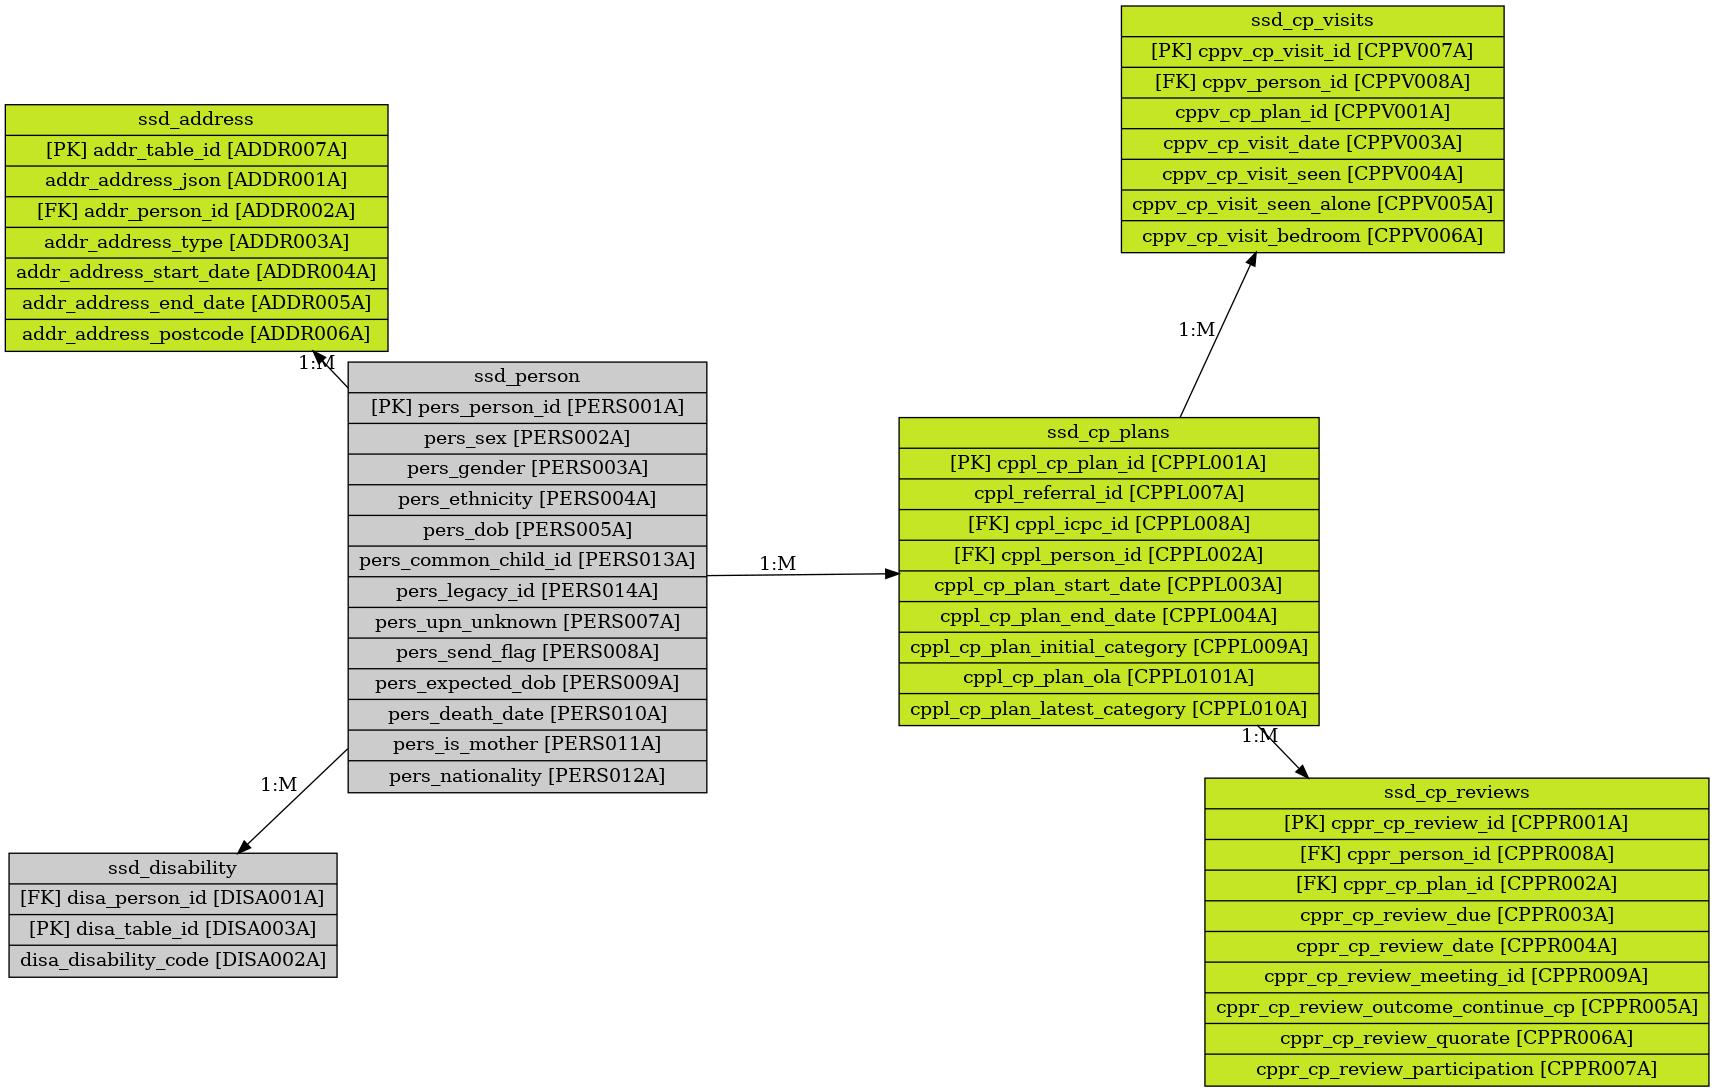 ssd_cp_visits
[PK] cppv_cp_visit_id [CPPV007A]
[FK] cppv_person_id [CPPV008A]
cppv_cp_plan_id [CPPV001A]
cppv_cp_visit_date [CPPV003A]
cppv_cp_visit_seen [CPPV004A]
cppv_cp_visit_seen_alone [CPPV005A]
cppv_cp_visit_bedroom [CPPV006A]
ssd_address
[PK] addr_table_id [ADDR007A]
addr_address_json [ADDR001A]
[FK] addr_person_id [ADDR002A]
addr_address_type [ADDR003A]
addr_address_start_date [ADDR004A]
addr_address_end_date [ADDR005A]
addr_address_postcode [ADDR006A]
1:M
1:M
ssd_person
[PK] pers_person_id [PERS001A]
pers_sex [PERS002A]
pers_gender [PERS003A]
pers_ethnicity [PERS004A]
pers_dob [PERS005A]
pers_common_child_id [PERS013A]
pers_legacy_id [PERS014A]
pers_upn_unknown [PERS007A]
pers_send_flag [PERS008A]
pers_expected_dob [PERS009A]
pers_death_date [PERS010A]
pers_is_mother [PERS011A]
pers_nationality [PERS012A]
1:M
ssd_cp_plans
[PK] cppl_cp_plan_id [CPPL001A]
cppl_referral_id [CPPL007A]
[FK] cppl_icpc_id [CPPL008A]
[FK] cppl_person_id [CPPL002A]
cppl_cp_plan_start_date [CPPL003A]
cppl_cp_plan_end_date [CPPL004A]
cppl_cp_plan_initial_category [CPPL009A]
cppl_cp_plan_ola [CPPL0101A]
cppl_cp_plan_latest_category [CPPL010A]
1:M
1:M
ssd_disability
[FK] disa_person_id [DISA001A]
[PK] disa_table_id [DISA003A]
disa_disability_code [DISA002A]
ssd_cp_reviews
[PK] cppr_cp_review_id [CPPR001A]
[FK] cppr_person_id [CPPR008A]
[FK] cppr_cp_plan_id [CPPR002A]
cppr_cp_review_due [CPPR003A]
cppr_cp_review_date [CPPR004A]
cppr_cp_review_meeting_id [CPPR009A]
cppr_cp_review_outcome_continue_cp [CPPR005A]
cppr_cp_review_quorate [CPPR006A]
cppr_cp_review_participation [CPPR007A]